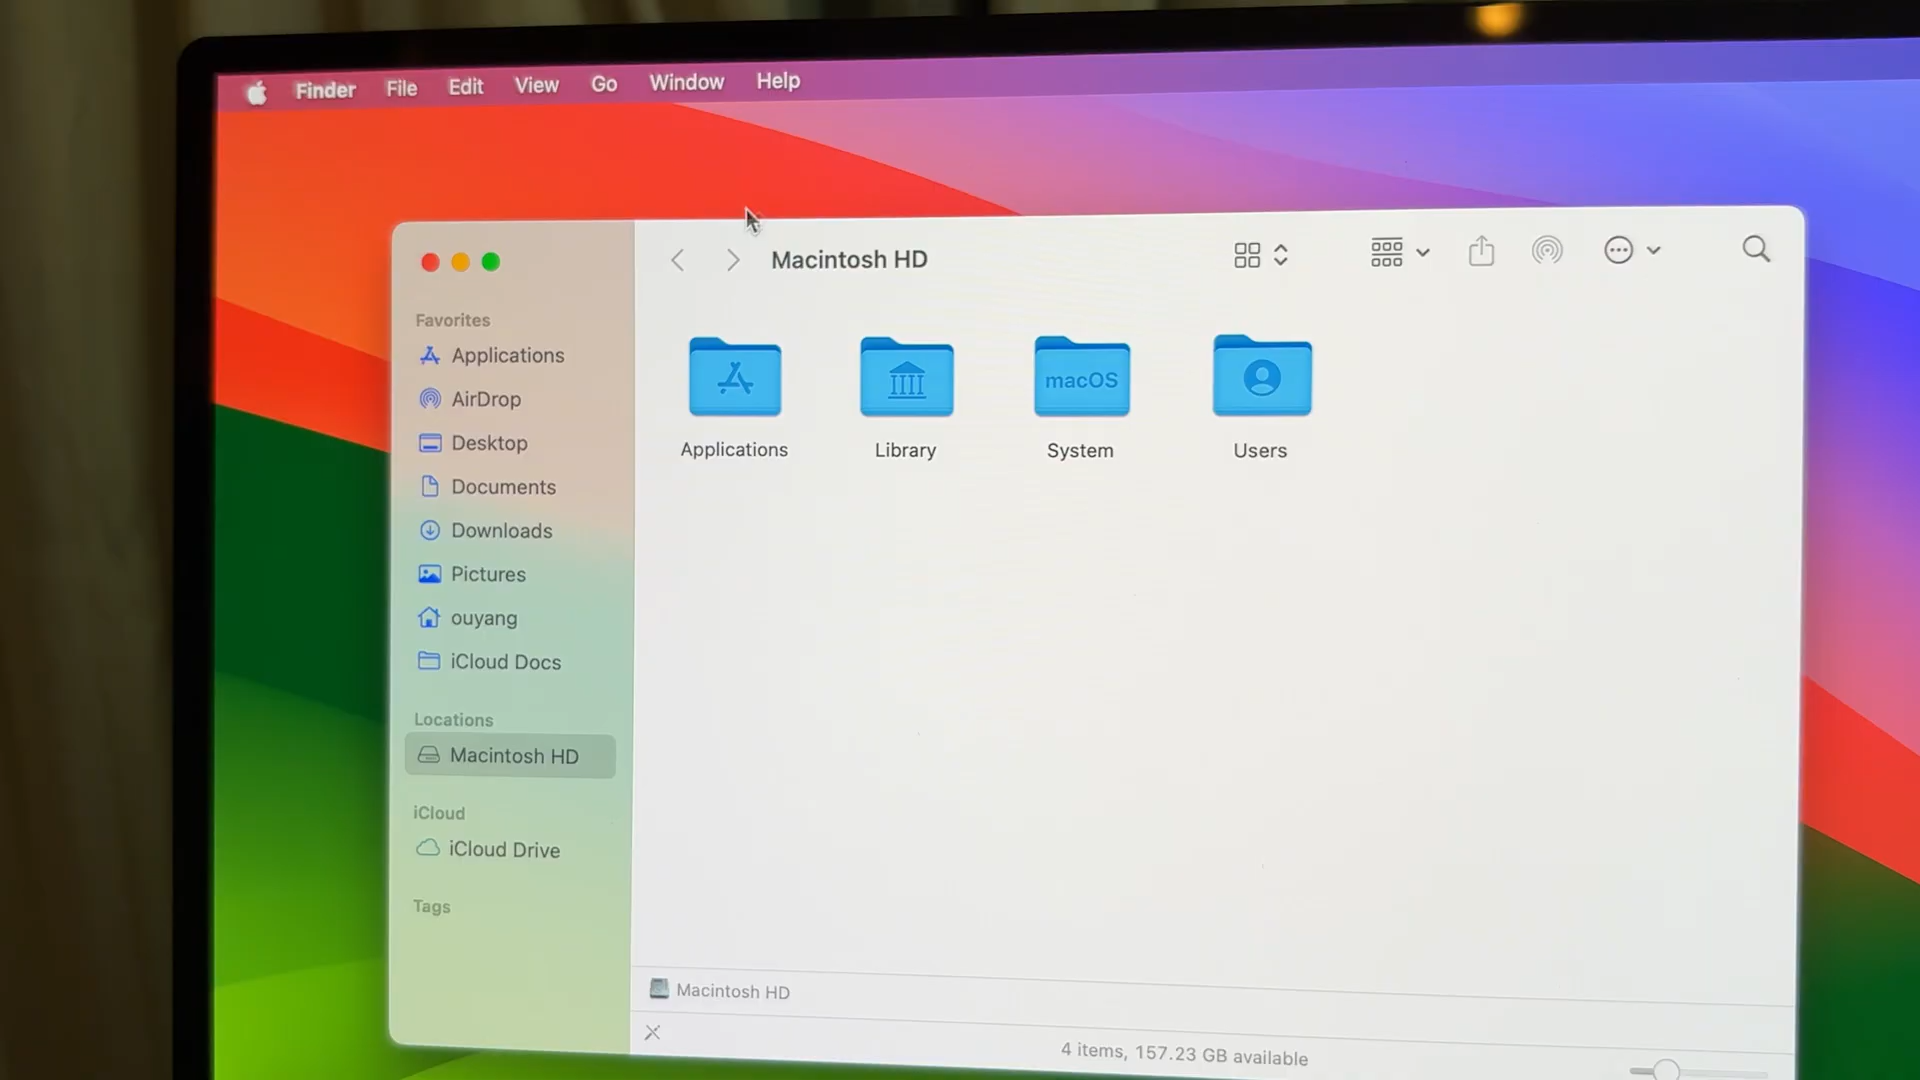 Finder File Edit View Go Window Help
Macintosh HD
Favorites
Applications
AirDrop
Desktop
Documents
Downloads
Pictures
ouyang
iCloud Docs
Locations
Macintosh HD
iCloud
iCloud Drive
Tags
macOS
Applications Library System Users
Macintosh HD
4 items, 157.23 GB available